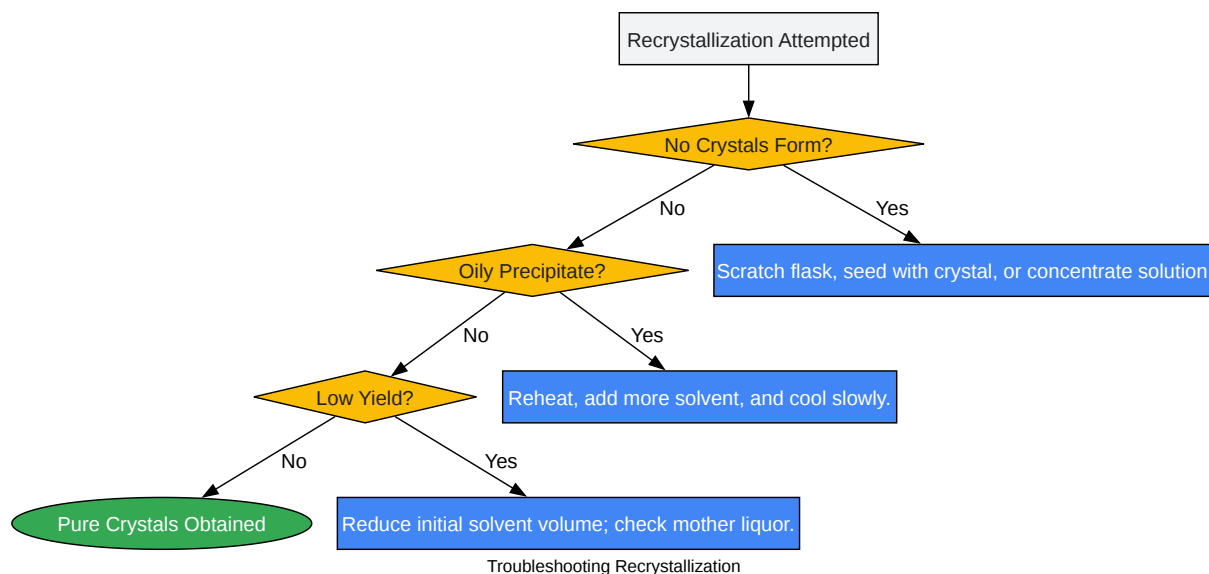 Recrystallization Attempted
No Crystals Form?
No
Yes
Oily Precipitate?
Scratch flask, seed with crystal, or concentrate solution
No
Yes
Low Yield?
Reheat, add more solvent, and cool slowly.
No
Yes
Pure Crystals Obtained
Reduce initial solvent volume; check mother liquor.
Troubleshooting Recrystallization